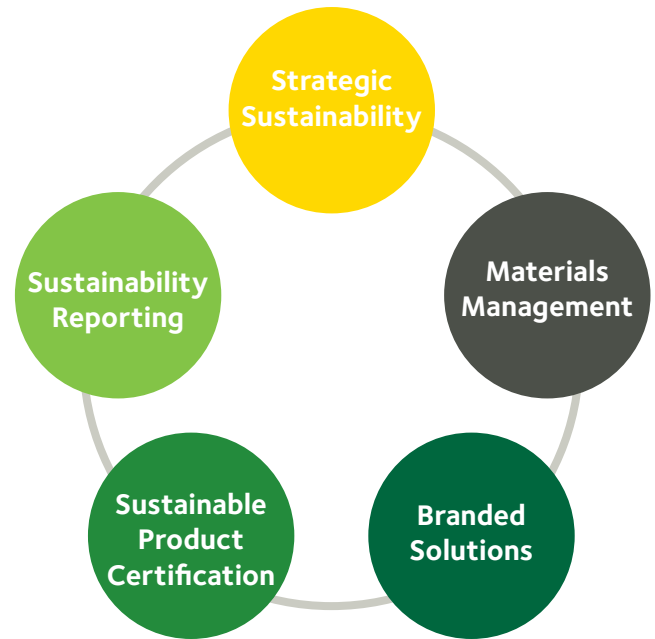 Strategic
Sustainability
Materials
Management
Branded
Solutions
Sustainable
Product
Certification
Sustainability
Reporting